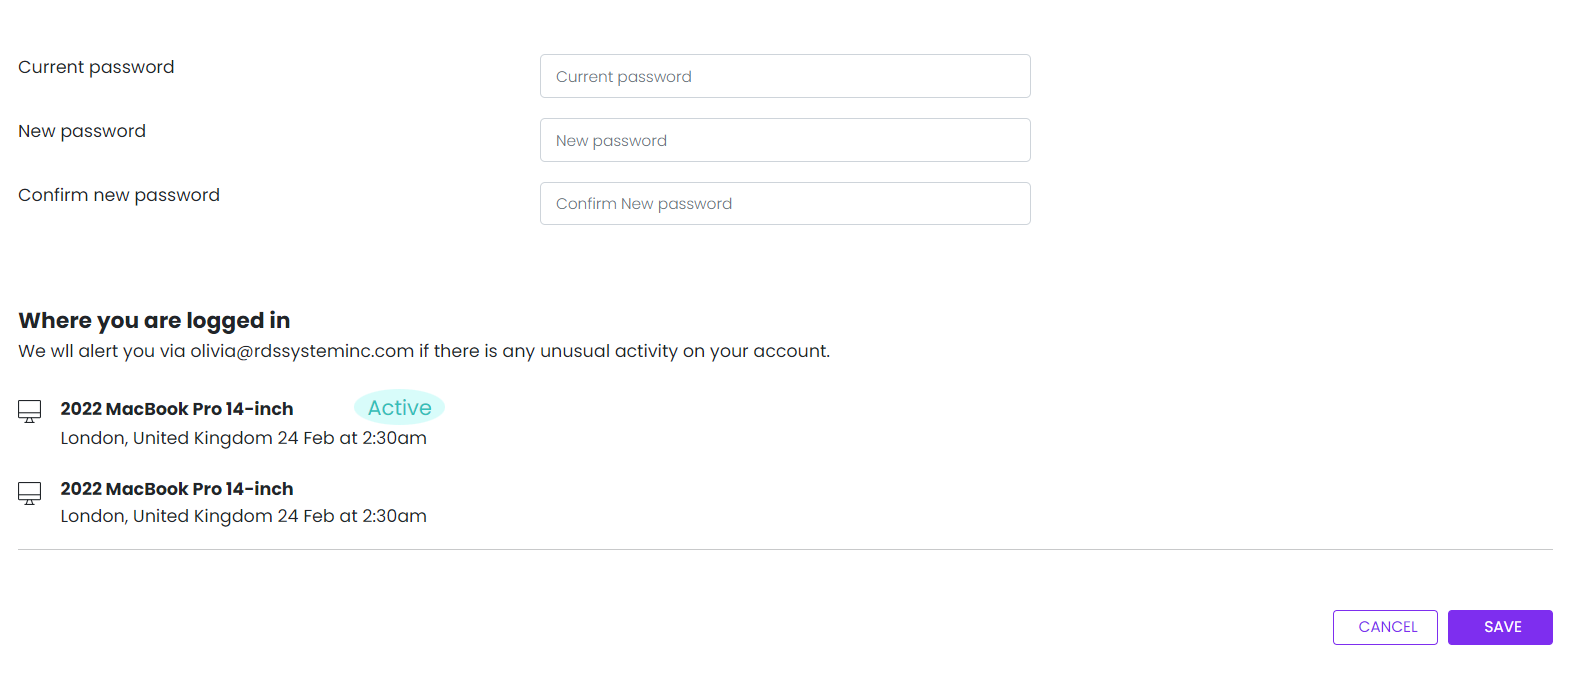 Current password
Current password
New password
New password
Confirm new password
Confirm New password
Where you are logged in
We wll alert you via olivia@rdssysteminc.com if there is any unusual activity on your account.
2022 MacBook Pro 14-inch Active
London, United Kingdom 24 Feb at 2:30am
2022 MacBook Pro 14-inch
London, United Kingdom 24 Feb at 2:30am
CANCEL SAVE